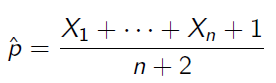 p̂ = (X₁ + · · · + Xₙ + 1) / (n + 2)